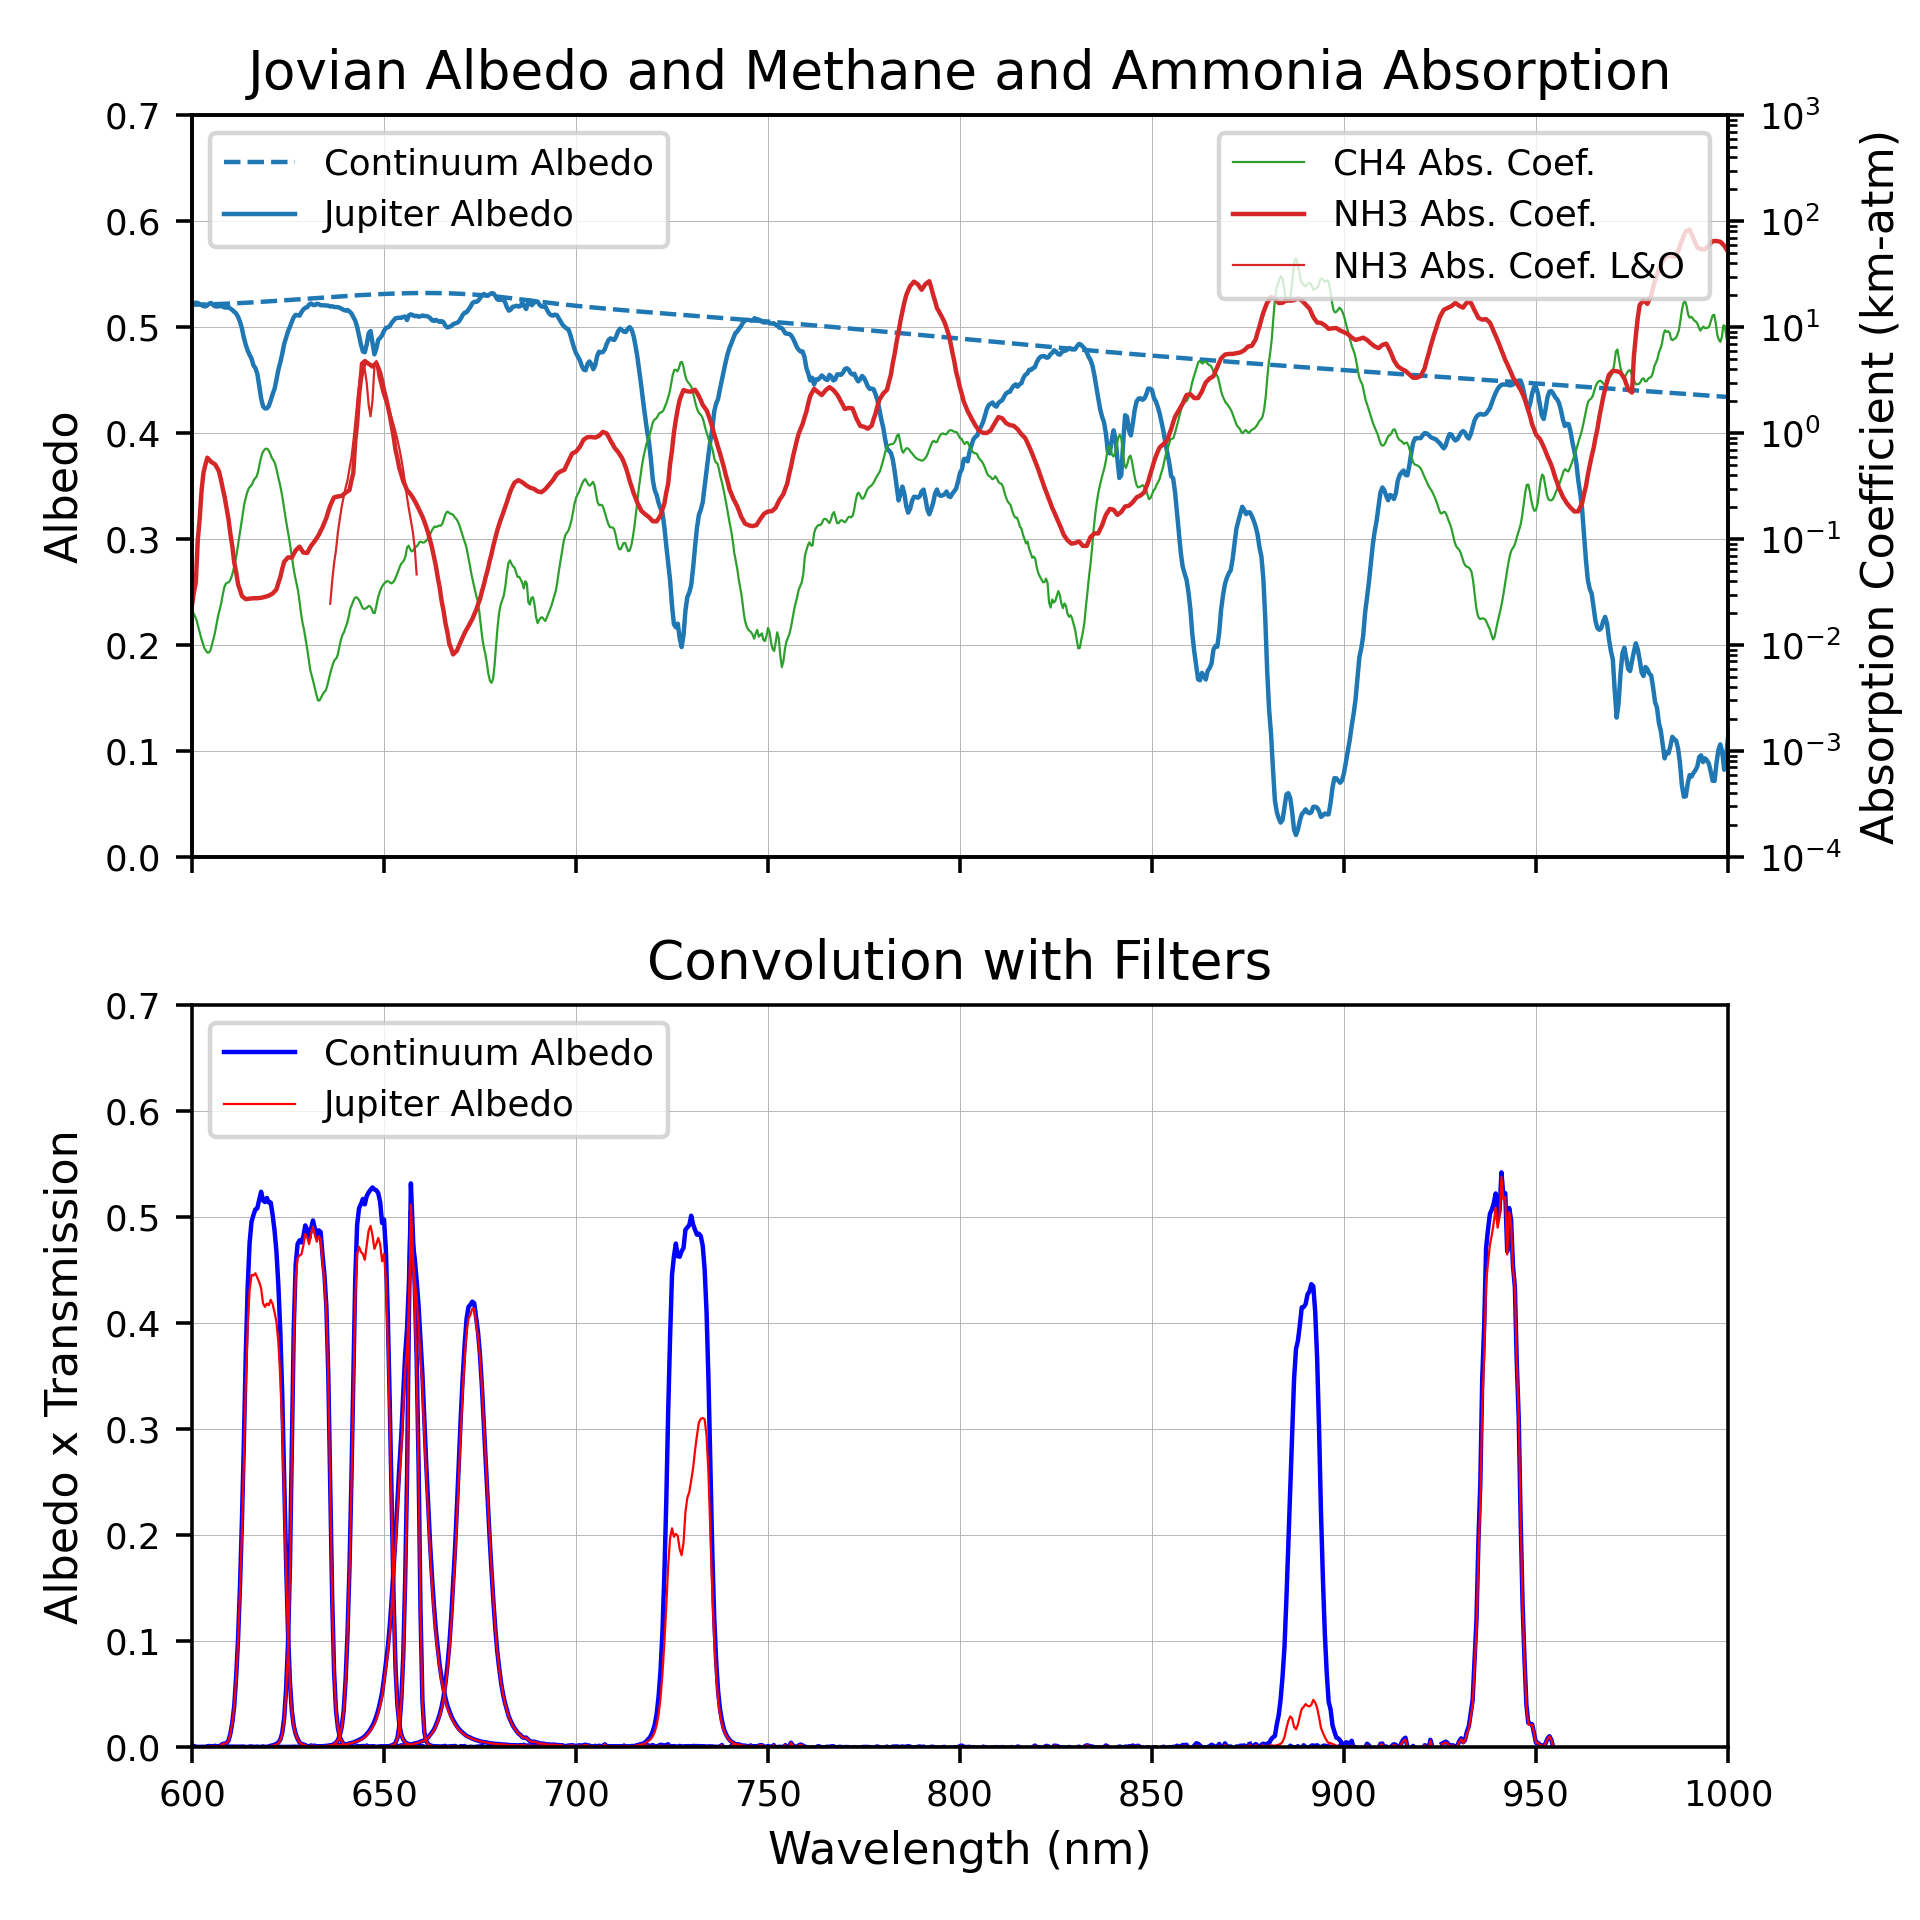 Jovian Albedo and Methane and Ammonia Absorption
Albedo
0.7
0.6
0.5
0.4
0.3
0.2
0.1
0.0
Continuum Albedo
Jupiter Albedo
CH4 Abs. Coef.
NH3 Abs. Coef.
NH3 Abs. Coef. L&O
10³
10²
10¹
10⁰
10⁻¹
10⁻²
10⁻³
10⁻⁴
Absorption Coefficient (km-atm)
Convolution with Filters
Albedo x Transmission
0.7
0.6
0.5
0.4
0.3
0.2
0.1
0.0
Continuum Albedo
Jupiter Albedo
600 650 700 750 800 850 900 950 1000
Wavelength (nm)